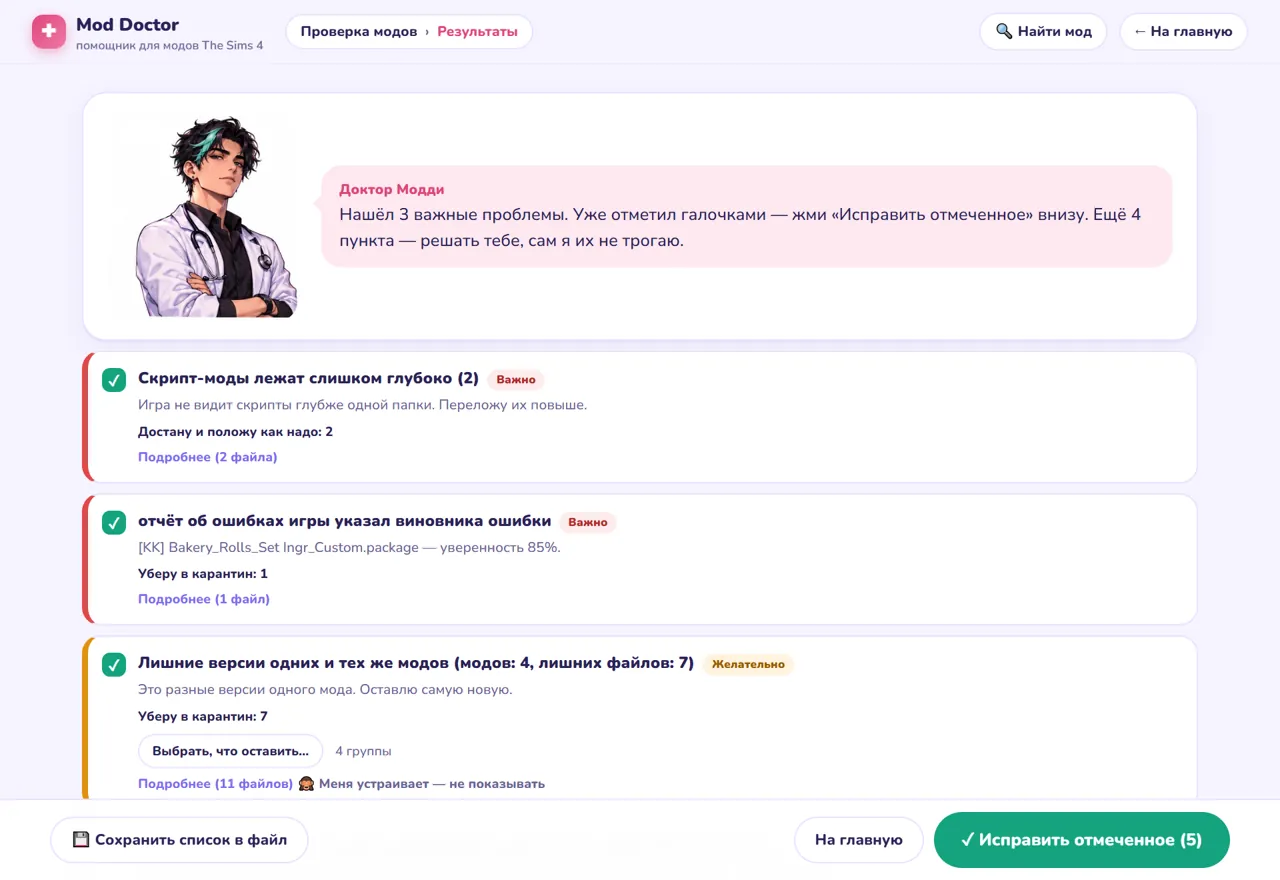 Mod Doctor
помощник для модов The Sims 4
Проверка модов › Результаты
🔍 Найти мод
← На главную
Доктор Модди
Нашёл 3 важные проблемы. Уже отметил галочками — жми «Исправить отмеченное» внизу. Ещё 4
пункта — решать тебе, сам я их не трогаю.
Скрипт-моды лежат слишком глубоко (2) Важно
Игра не видит скрипты глубже одной папки. Переложу их повыше.
Достану и положу как надо: 2
Подробнее (2 файла)
отчёт об ошибках игры указал виновника ошибки Важно
[KK] Bakery_Rolls_Set Ingr_Custom.package — уверенность 85%.
Уберу в карантин: 1
Подробнее (1 файл)
Лишние версии одних и тех же модов (модов: 4, лишних файлов: 7) Желательно
Это разные версии одного мода. Оставлю самую новую.
Уберу в карантин: 7
Выбрать, что оставить... 4 группы
Подробнее (11 файлов) 🙈 Меня устраивает — не показывать
💾 Сохранить список в файл
На главную
✓ Исправить отмеченное (5)